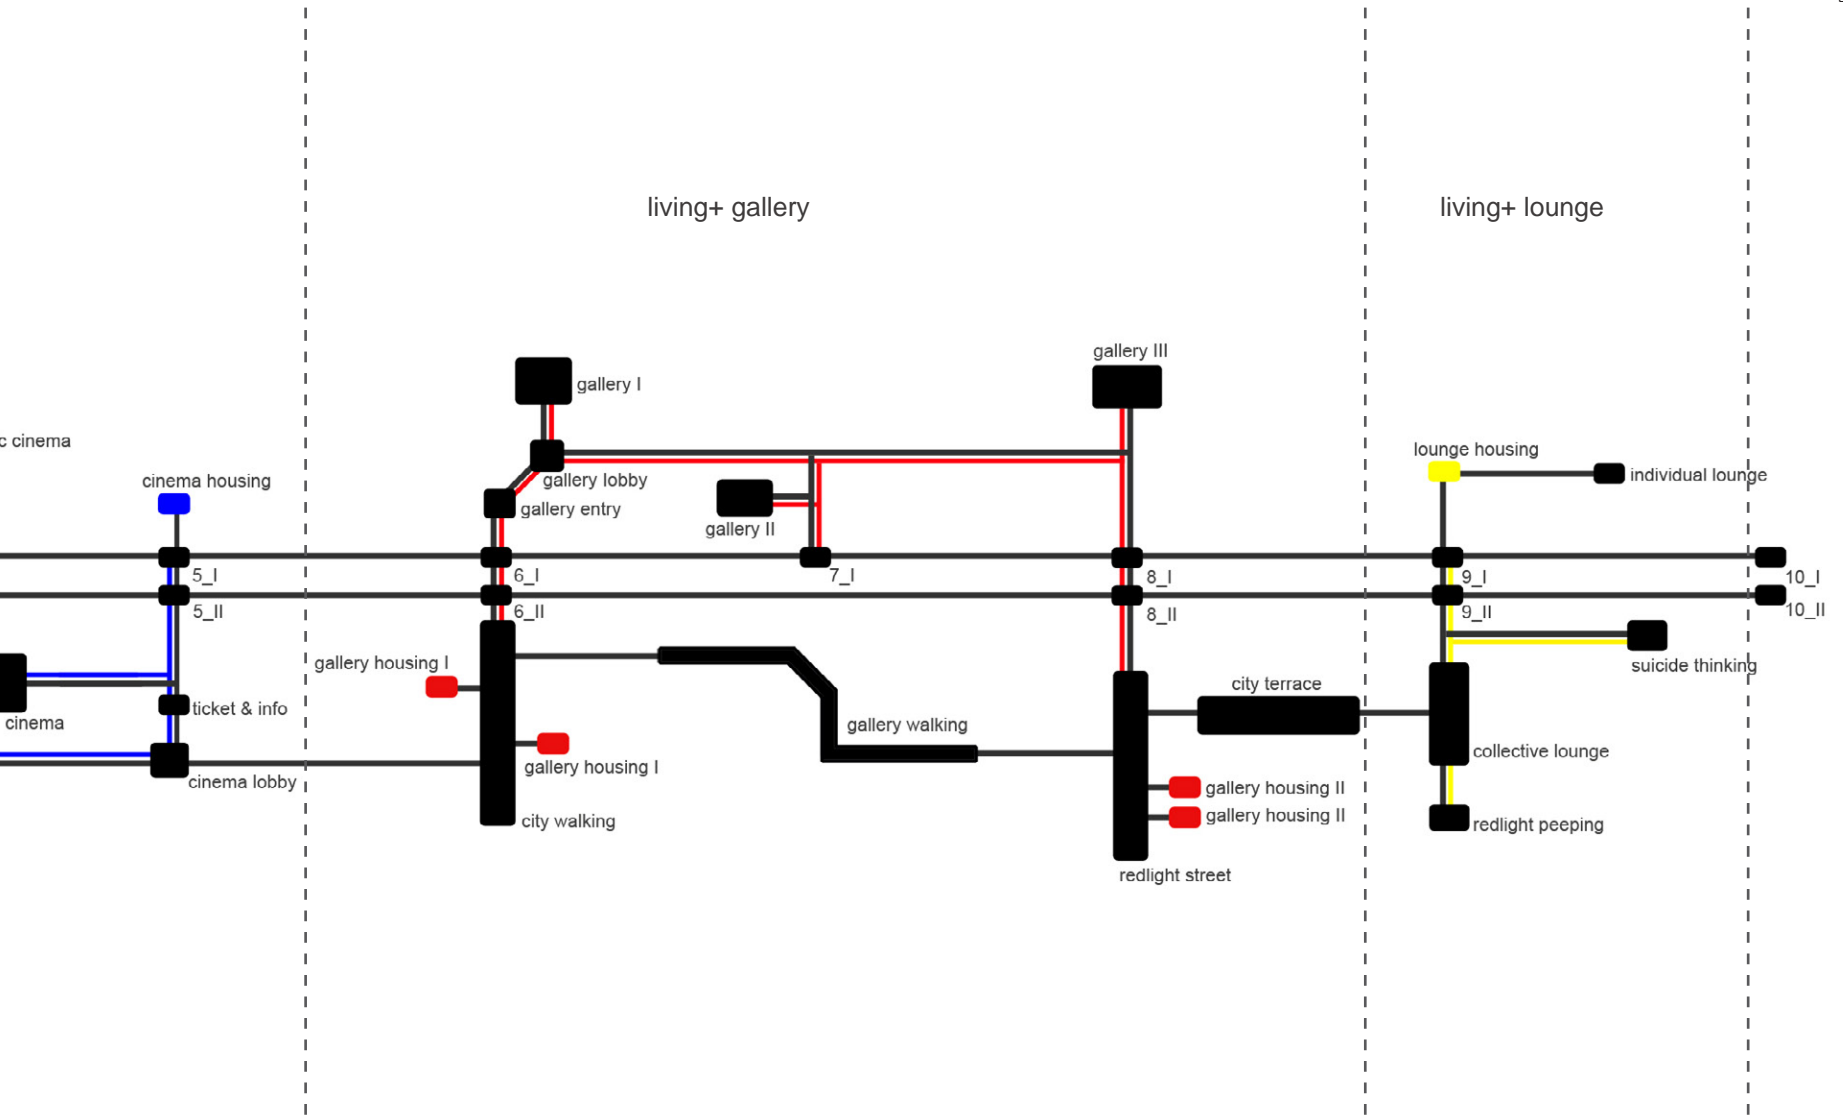 living+ gallery
living+ lounge
gallery III
gallery I
c cinema
lounge housing
cinema housing
gallery lobby
individual lounge
gallery entry
gallery II
5_I
6_I
7_I
8_I
9_I
10_I
5_II
6_II
8_II
9_II
10_II
gallery housing I
suicide thinking
city terrace
ticket & info
cinema
gallery walking
collective lounge
gallery housing I
cinema lobby
gallery housing II
gallery housing II
city walking
redlight peeping
redlight street